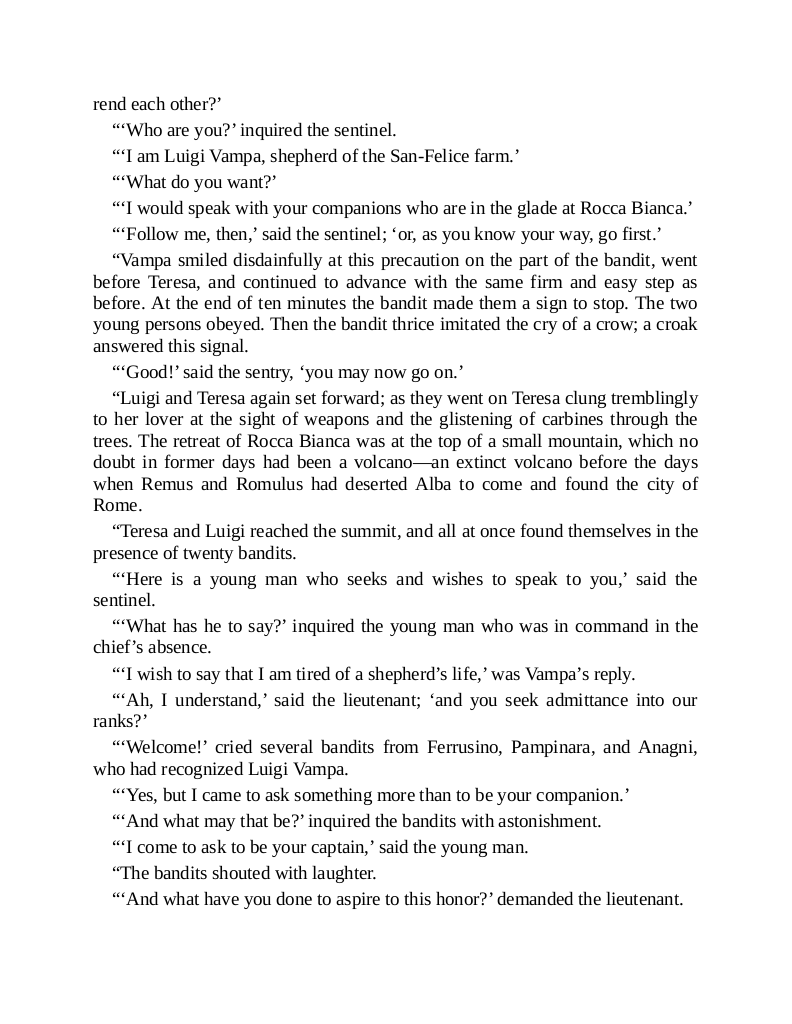 rend each other?’
“‘Who are you?’ inquired the sentinel.
“‘I am Luigi Vampa, shepherd of the San-Felice farm.’
“‘What do you want?’
“‘I would speak with your companions who are in the glade at Rocca Bianca.’
“‘Follow me, then,’ said the sentinel; ‘or, as you know your way, go first.’
“Vampa smiled disdainfully at this precaution on the part of the bandit, went
before Teresa, and continued to advance with the same firm and easy step as
before. At the end of ten minutes the bandit made them a sign to stop. The two
young persons obeyed. Then the bandit thrice imitated the cry of a crow; a croak
answered this signal.
“‘Good!’ said the sentry, ‘you may now go on.’
“Luigi and Teresa again set forward; as they went on Teresa clung tremblingly
to her lover at the sight of weapons and the glistening of carbines through the
trees. The retreat of Rocca Bianca was at the top of a small mountain, which no
doubt in former days had been a volcano—an extinct volcano before the days
when Remus and Romulus had deserted Alba to come and found the city of
Rome.
“Teresa and Luigi reached the summit, and all at once found themselves in the
presence of twenty bandits.
“‘Here is a young man who seeks and wishes to speak to you,’ said the
sentinel.
“‘What has he to say?’ inquired the young man who was in command in the
chief’s absence.
“‘I wish to say that I am tired of a shepherd’s life,’ was Vampa’s reply.
“‘Ah, I understand,’ said the lieutenant; ‘and you seek admittance into our
ranks?’
“‘Welcome!’ cried several bandits from Ferrusino, Pampinara, and Anagni,
who had recognized Luigi Vampa.
“‘Yes, but I came to ask something more than to be your companion.’
“‘And what may that be?’ inquired the bandits with astonishment.
“‘I come to ask to be your captain,’ said the young man.
“The bandits shouted with laughter.
“‘And what have you done to aspire to this honor?’ demanded the lieutenant.